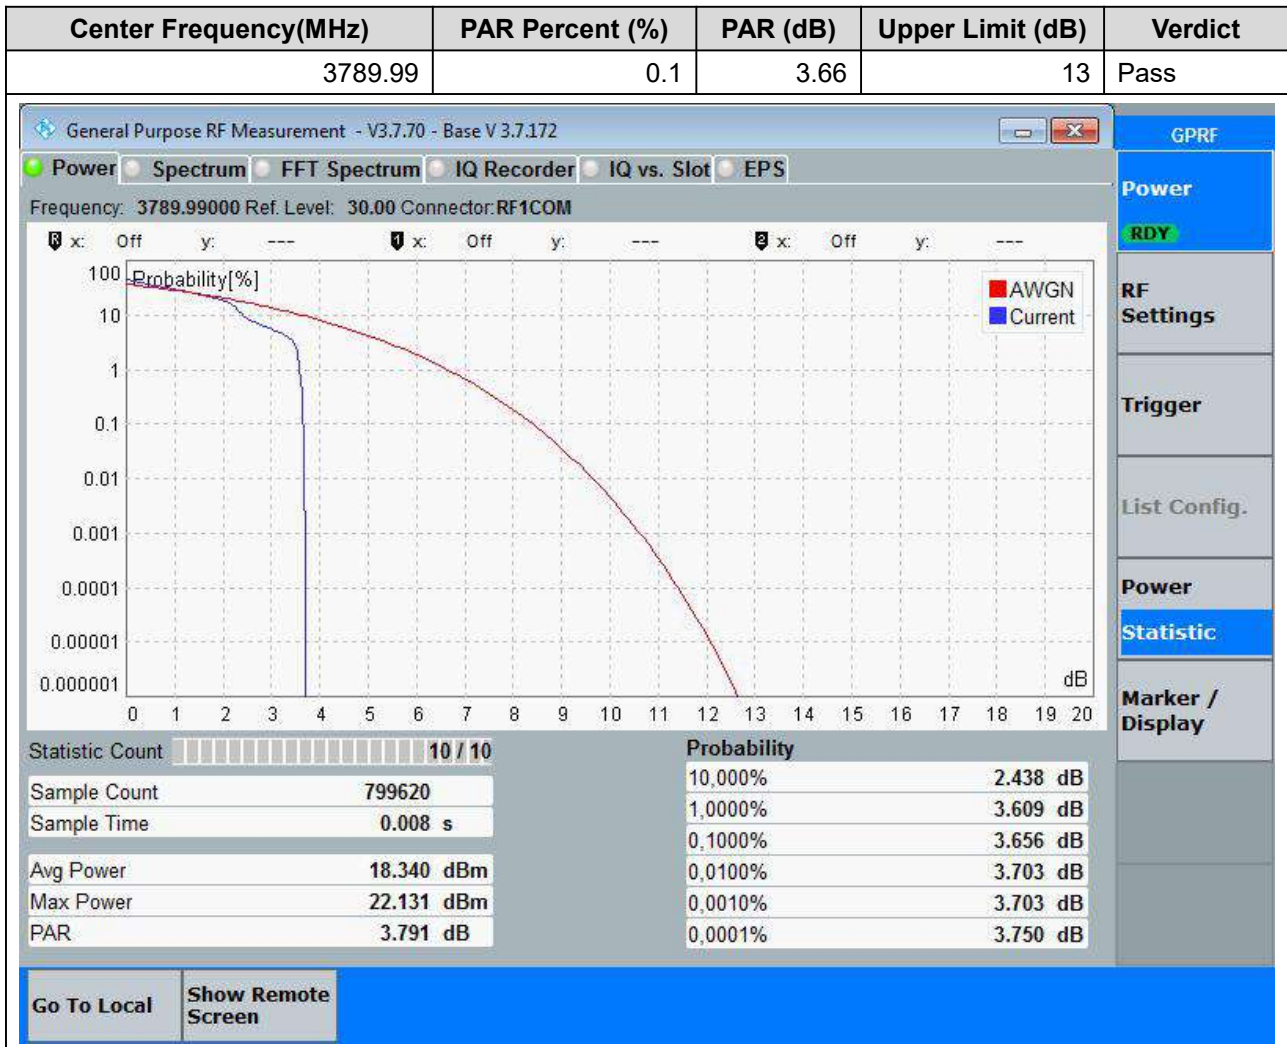 Center Frequency(MHz) PAR Percent (%) PAR (dB) Upper Limit (dB) Verdict
3789.99 0.1 3.66 13 Pass
General Purpose RF Measurement - V3.7.70 - Base V 3.7.172
GPRF
Power Spectrum FFT Spectrum IQ Recorder IQ vs. Slot EPS
Frequency: 3789.99000 Ref. Level: 30.00 Connector:RF1COM
R x: Off y: --- 1 x: Off y: --- 2 x: Off y: ---
Probability[%]
100
10
1
0.1
0.01
0.001
0.0001
0.00001
0.000001
AWGN
Current
dB
0 1 2 3 4 5 6 7 8 9 10 11 12 13 14 15 16 17 18 19 20
Statistic Count 10 / 10
Sample Count 799620
Sample Time 0.008 s
Avg Power 18.340 dBm
Max Power 22.131 dBm
PAR 3.791 dB
Probability
10,000% 2.438 dB
1,0000% 3.609 dB
0,1000% 3.656 dB
0,0100% 3.703 dB
0,0010% 3.703 dB
0,0001% 3.750 dB
Power
RDY
RF
Settings
Trigger
List Config.
Power
Statistic
Marker /
Display
Go To Local
Show Remote
Screen